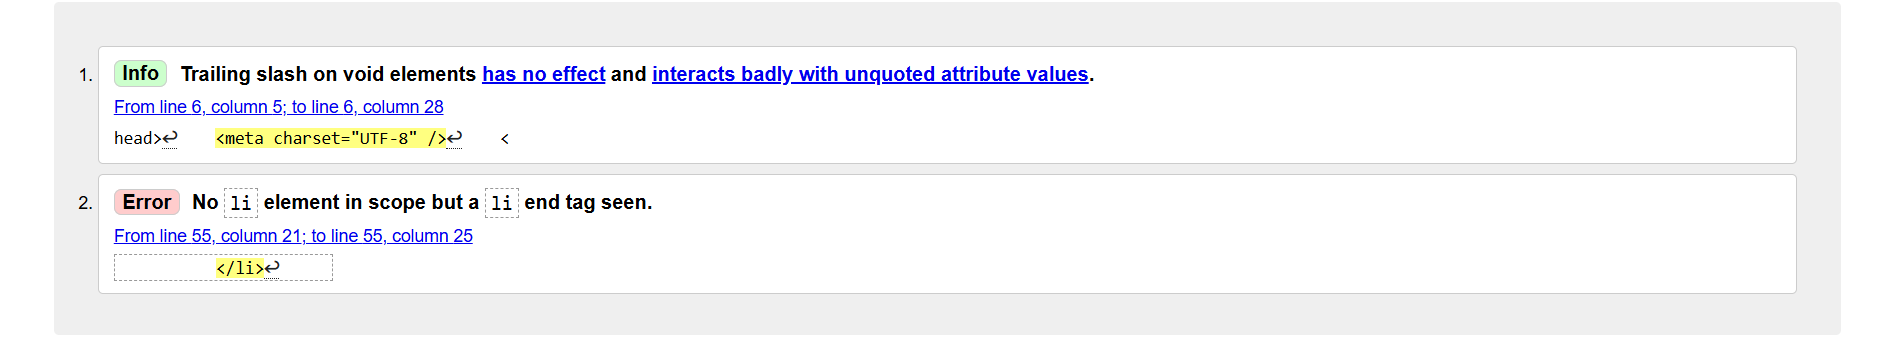 1. Info Trailing slash on void elements has no effect and interacts badly with unquoted attribute values.
From line 6, column 5; to line 6, column 28
head>↩    <meta charset="UTF-8" />↩    <
2. Error No li element in scope but a li end tag seen.
From line 55, column 21; to line 55, column 25
</li>↩